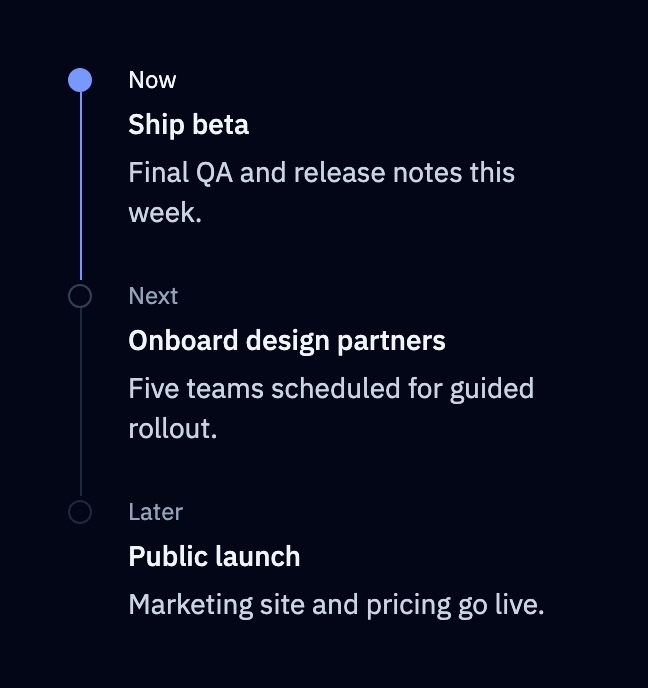 Now
Ship beta
Final QA and release notes this
week.
Next
Onboard design partners
Five teams scheduled for guided
rollout.
Later
Public launch
Marketing site and pricing go live.